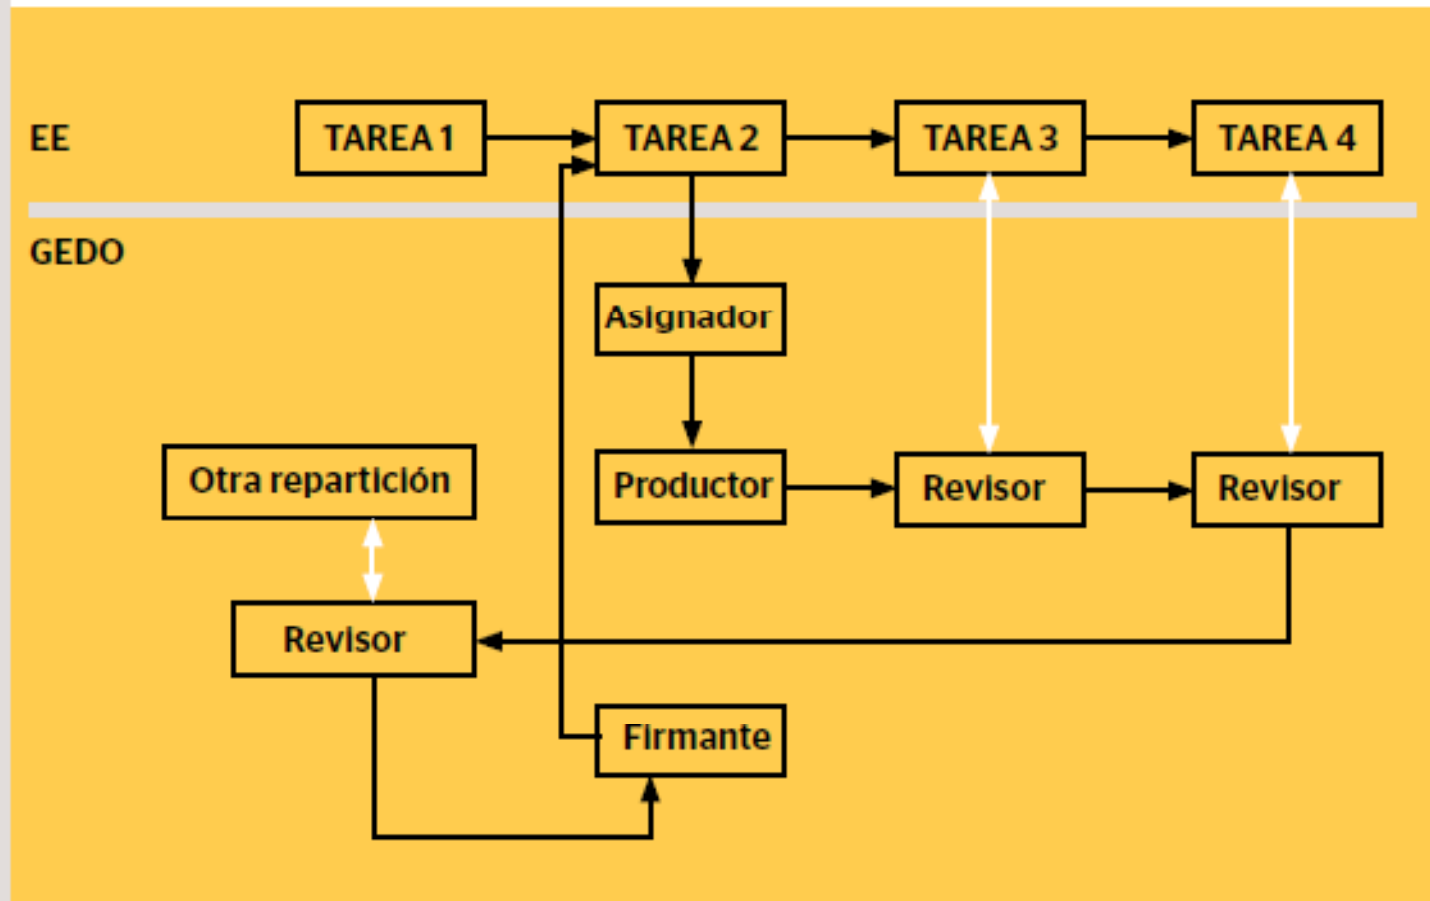 EE
TAREA 1
TAREA 2
TAREA 3
TAREA 4
GEDO
Asignador
Otra repartición
Productor
Revisor
Revisor
Revisor
Firmante